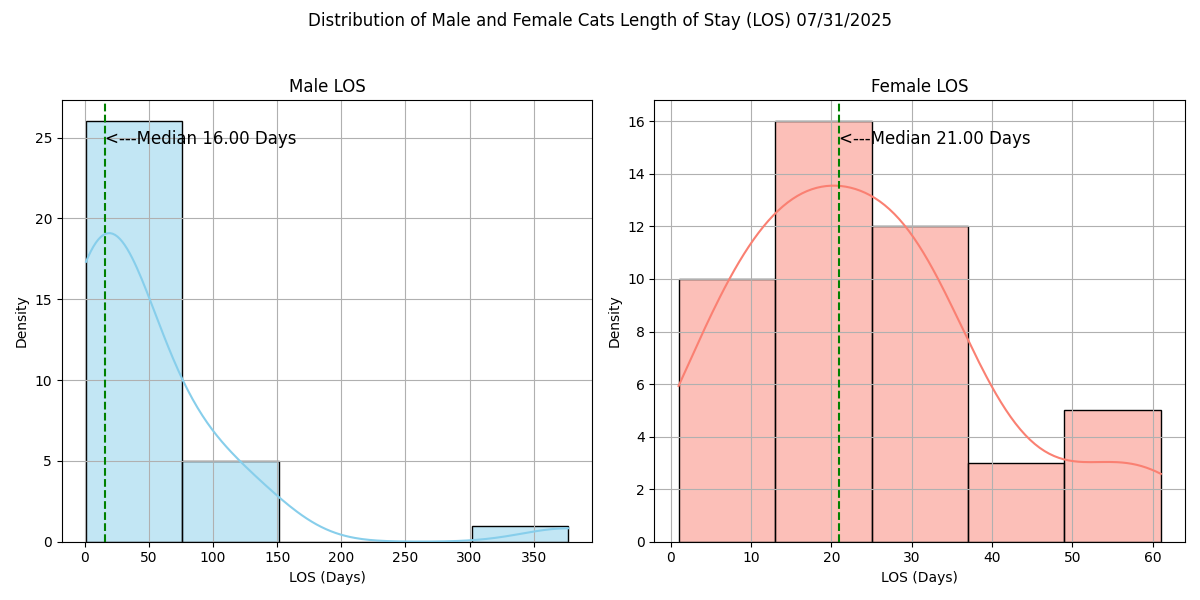 Distribution of Male and Female Cats Length of Stay (LOS) 07/31/2025
Male LOS
<---Median 16.00 Days
Density
25
20
15
10
5
0
0 50 100 150 200 250 300 350
LOS (Days)
Female LOS
<---Median 21.00 Days
Density
16
14
12
10
8
6
4
2
0
0 10 20 30 40 50 60
LOS (Days)